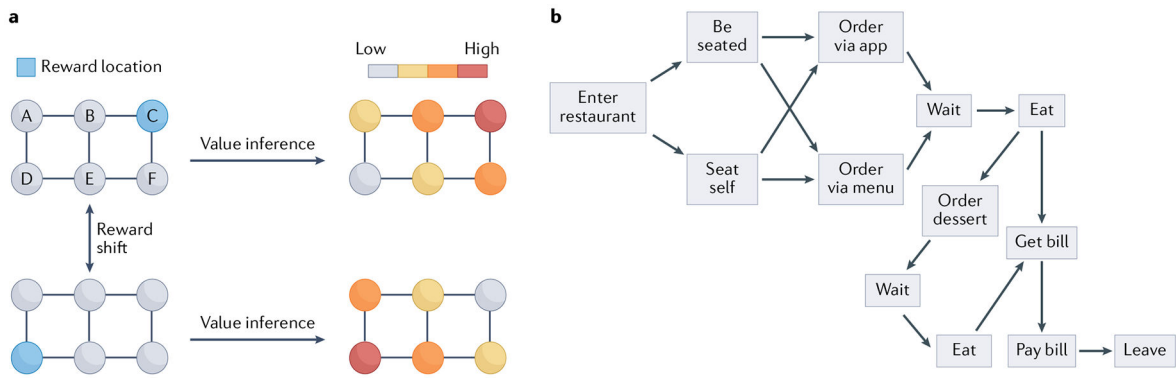 a
Low
High
Reward location
A
B
C
D
E
F
Value inference
Reward
shift
Value inference
b
Enter
restaurant
Be
seated
Seat
self
Order
via app
Order
via menu
Wait
Eat
Order
dessert
Get bill
Wait
Eat
Pay bill
Leave